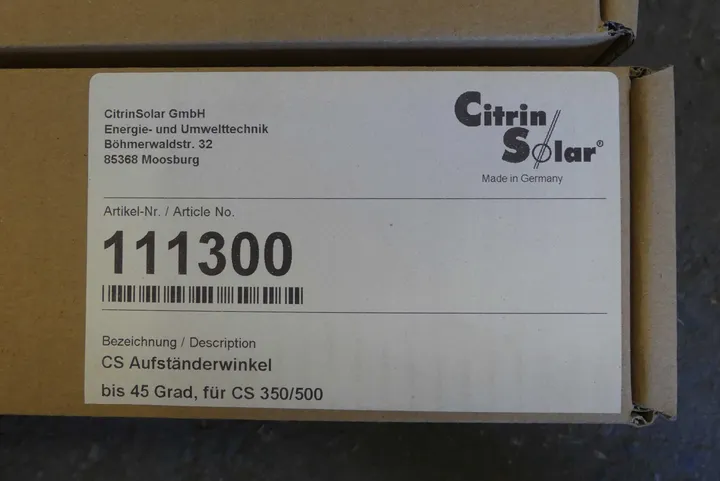 CitrinSolar GmbH
Energie- und Umwelttechnik
Böhmerwaldstr. 32
85368 Moosburg
Citrin
Solar®
Made in Germany
Artikel-Nr. / Article No.
111300
Bezeichnung / Description
CS Aufständerwinkel
bis 45 Grad, für CS 350/500